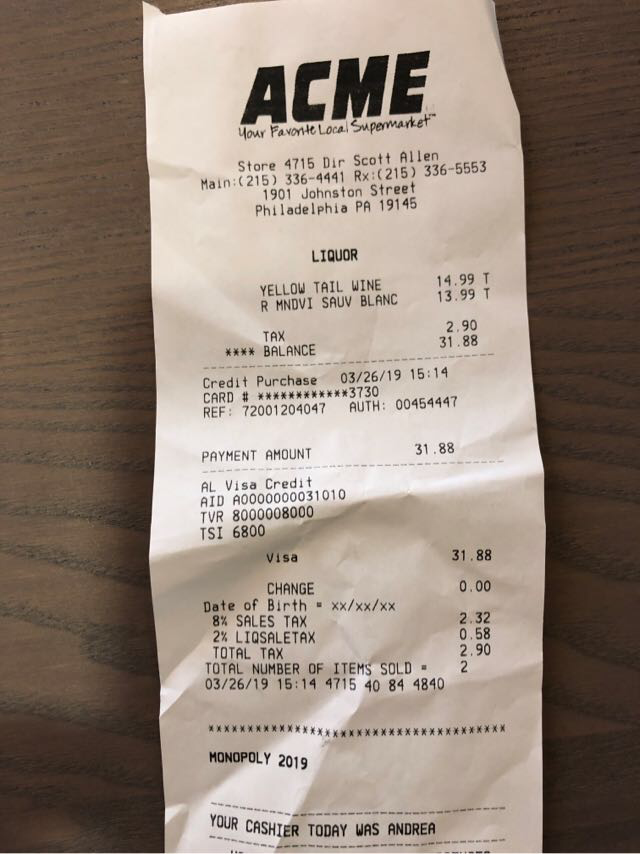 ACME
Your Favorite Local Supermarket™
Store 4715 Dir Scott Allen
Main:(215) 336-4441 Rx:(215) 336-5553
1901 Johnston Street
Philadelphia PA 19145
LIQUOR
YELLOW TAIL WINE 14.99 T
R MNDVI SAUV BLANC 13.99 T
TAX 2.90
**** BALANCE 31.88
Credit Purchase 03/26/19 15:14
CARD # ************3730
REF: 72001204047 AUTH: 00454447
PAYMENT AMOUNT 31.88
AL Visa Credit
AID A0000000031010
TVR 8000008000
TSI 6800
Visa 31.88
CHANGE 0.00
Date of Birth = xx/xx/xx
8% SALES TAX 2.32
2% LIQSALETAX 0.58
TOTAL TAX 2.90
TOTAL NUMBER OF ITEMS SOLD = 2
03/26/19 15:14 4715 40 84 4840
****************************************
MONOPOLY 2019
YOUR CASHIER TODAY WAS ANDREA